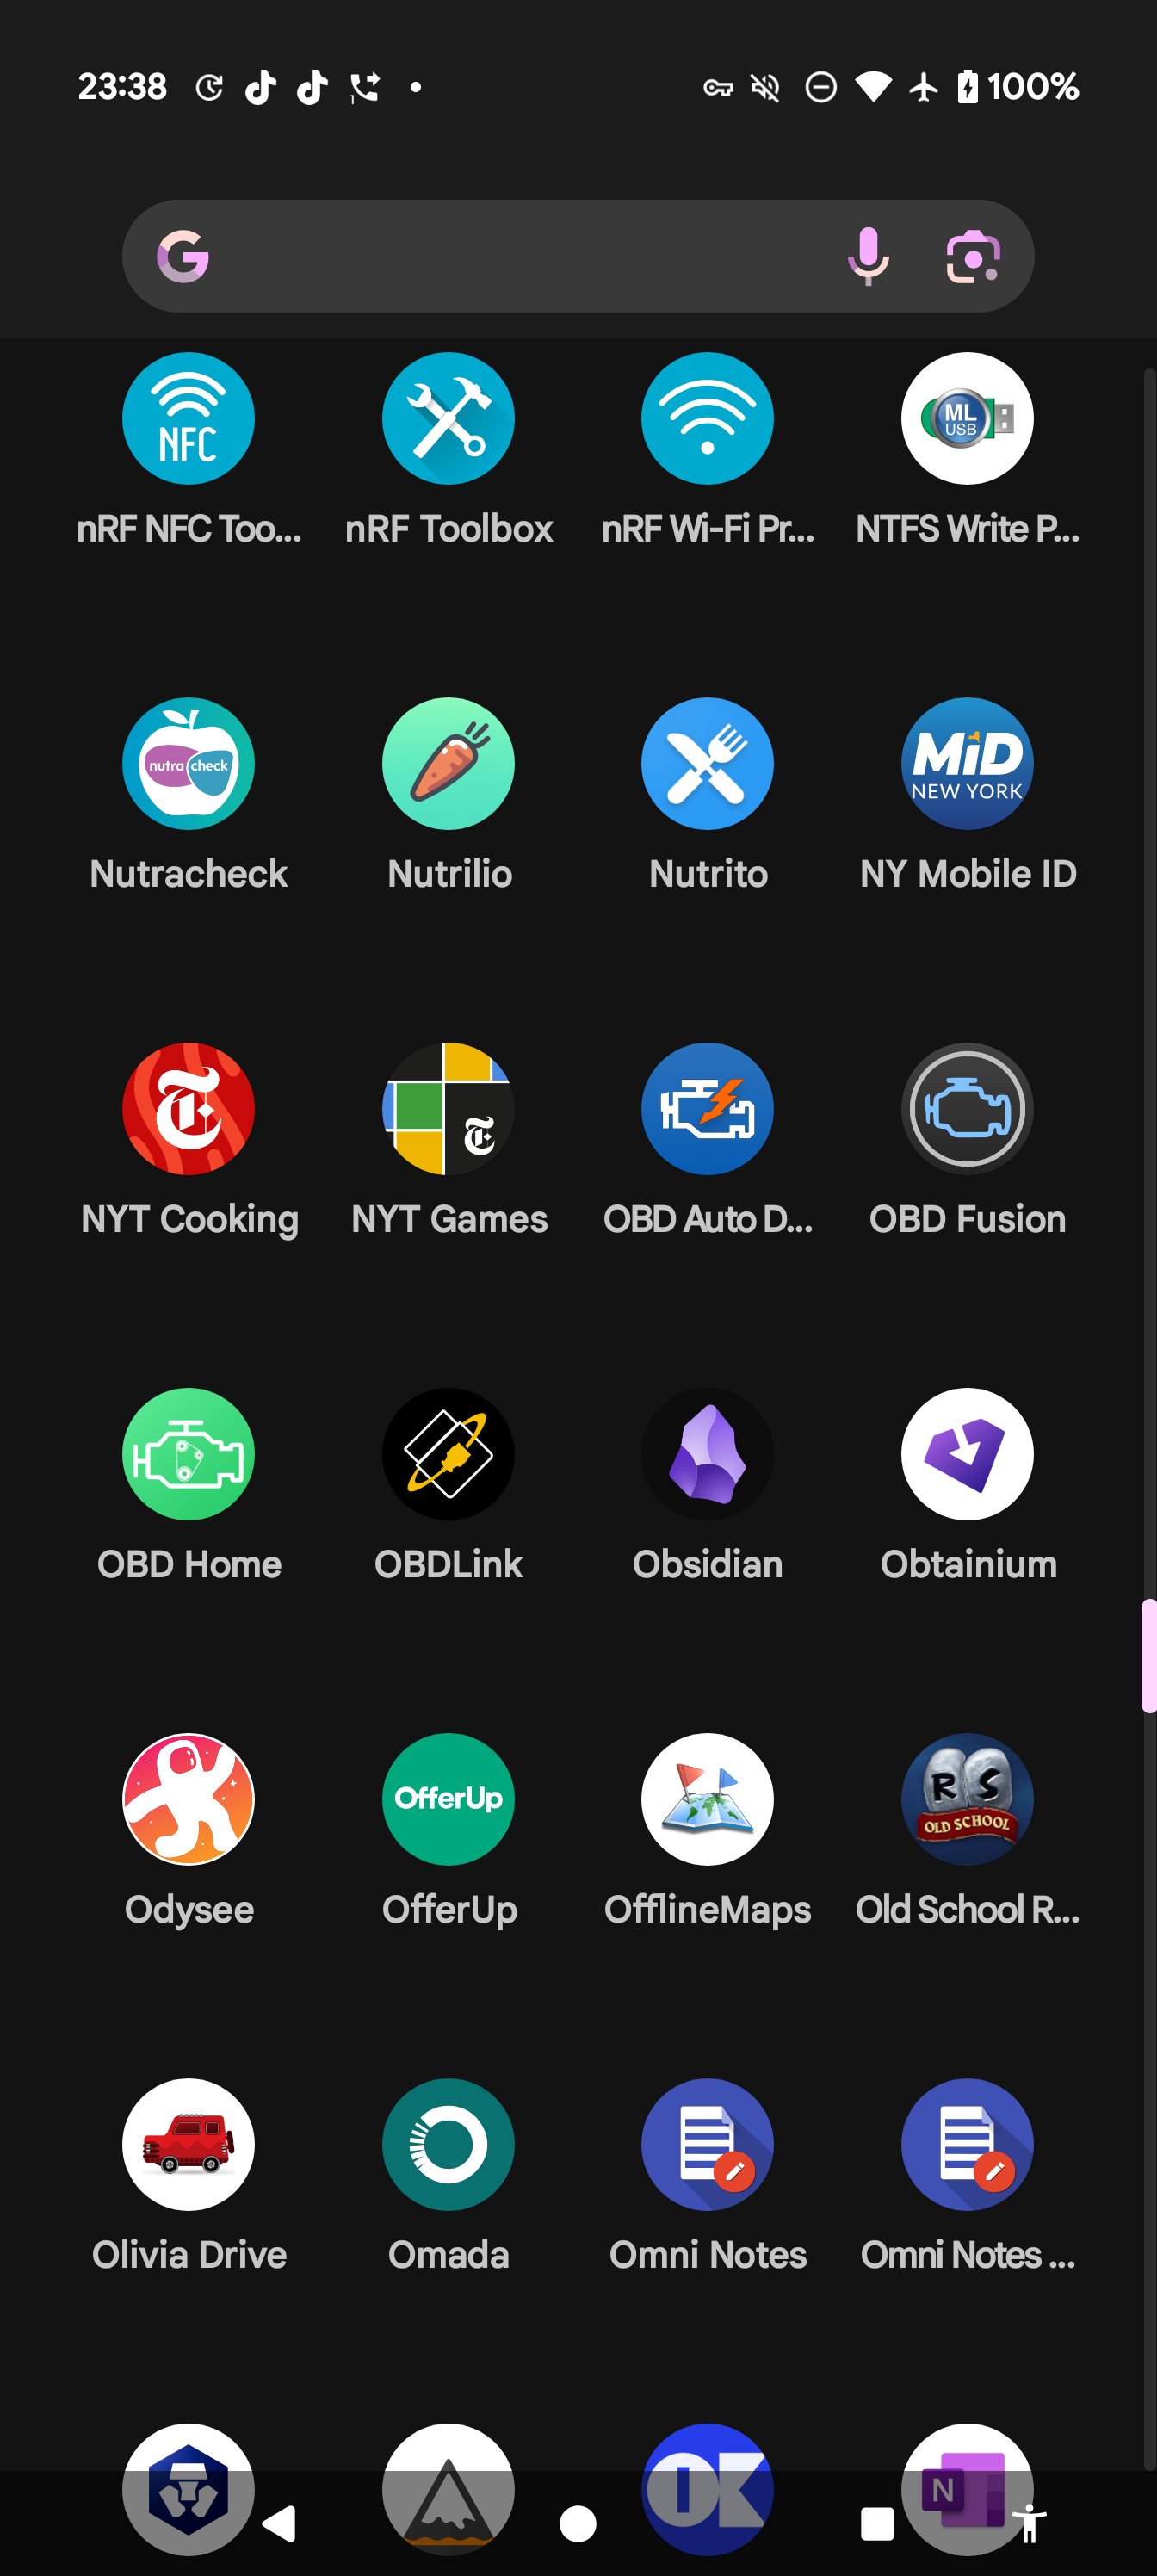 23:38 1 100%
G
NFC ML USB
nRF NFC Too... nRF Toolbox nRF Wi-Fi Pr... NTFS Write P...
nutra check MiD NEW YORK
Nutracheck Nutrilio Nutrito NY Mobile ID
T T
NYT Cooking NYT Games OBD Auto D... OBD Fusion
OBD Home OBDLink Obsidian Obtainium
OfferUp RS OLD SCHOOL
Odysee OfferUp OfflineMaps Old School R...
Olivia Drive Omada Omni Notes Omni Notes ...
OK N